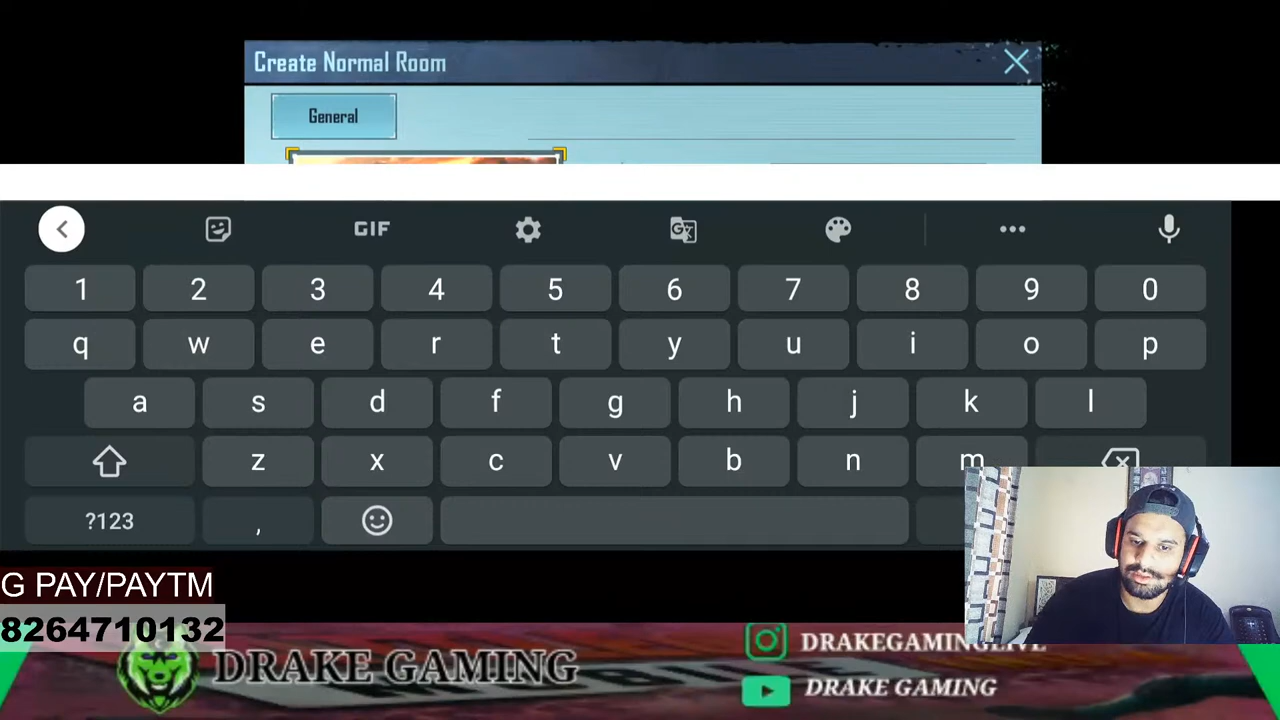 Create Normal Room
General
GIF
1 2 3 4 5 6 7 8 9 0
q w e r t y u i o p
a s d f g h j k l
z x c v b n m
?123 ,
G PAY/PAYTM
8264710132
DRAKE GAMING
DRAKEGAMINGLIVE
DRAKE GAMING